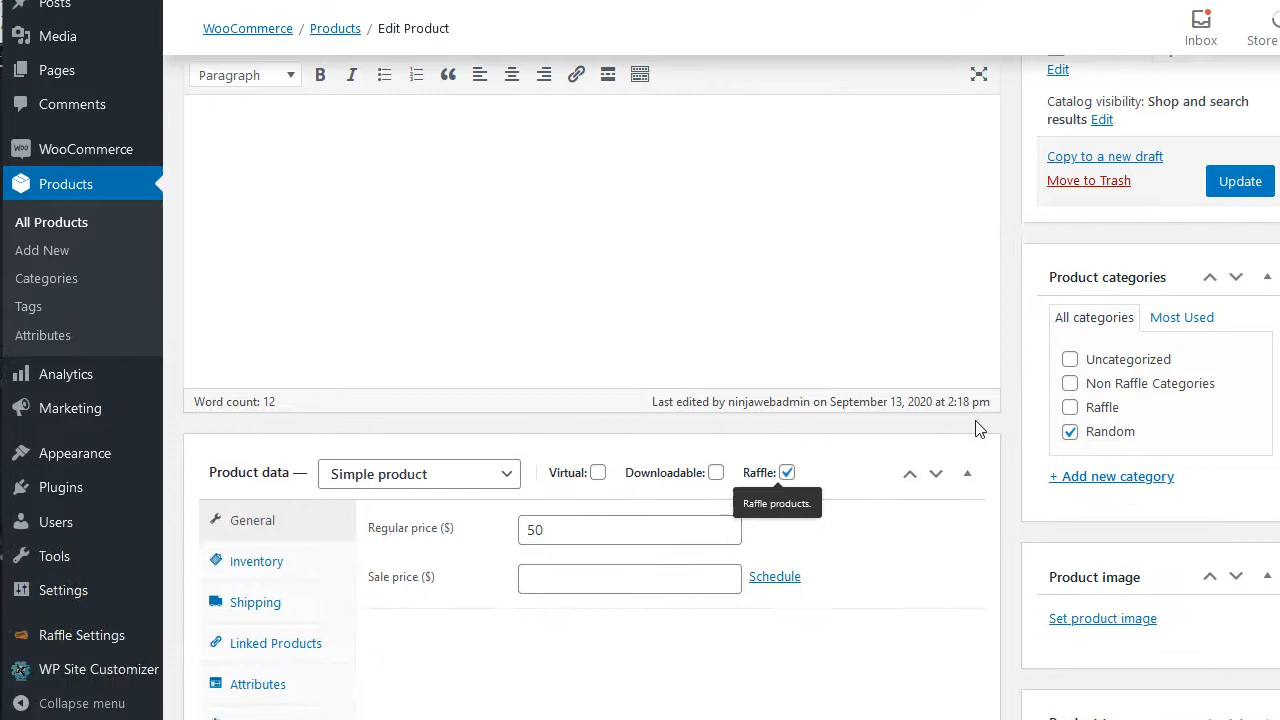 Posts
Media
Pages
Comments
WooCommerce
Products
All Products
Add New
Categories
Tags
Attributes
Analytics
Marketing
Appearance
Plugins
Users
Tools
Settings
Raffle Settings
WP Site Customizer
Collapse menu
WooCommerce / Products / Edit Product
Inbox
Store
Paragraph
Word count: 12
Last edited by ninjawebadmin on September 13, 2020 at 2:18 pm
Product data — Simple product Virtual: Downloadable: Raffle:
Raffle products.
General
Inventory
Shipping
Linked Products
Attributes
Regular price ($) 50
Sale price ($) Schedule
Edit
Catalog visibility: Shop and search
results Edit
Copy to a new draft
Move to Trash
Update
Product categories
All categories Most Used
Uncategorized
Non Raffle Categories
Raffle
Random
+ Add new category
Product image
Set product image